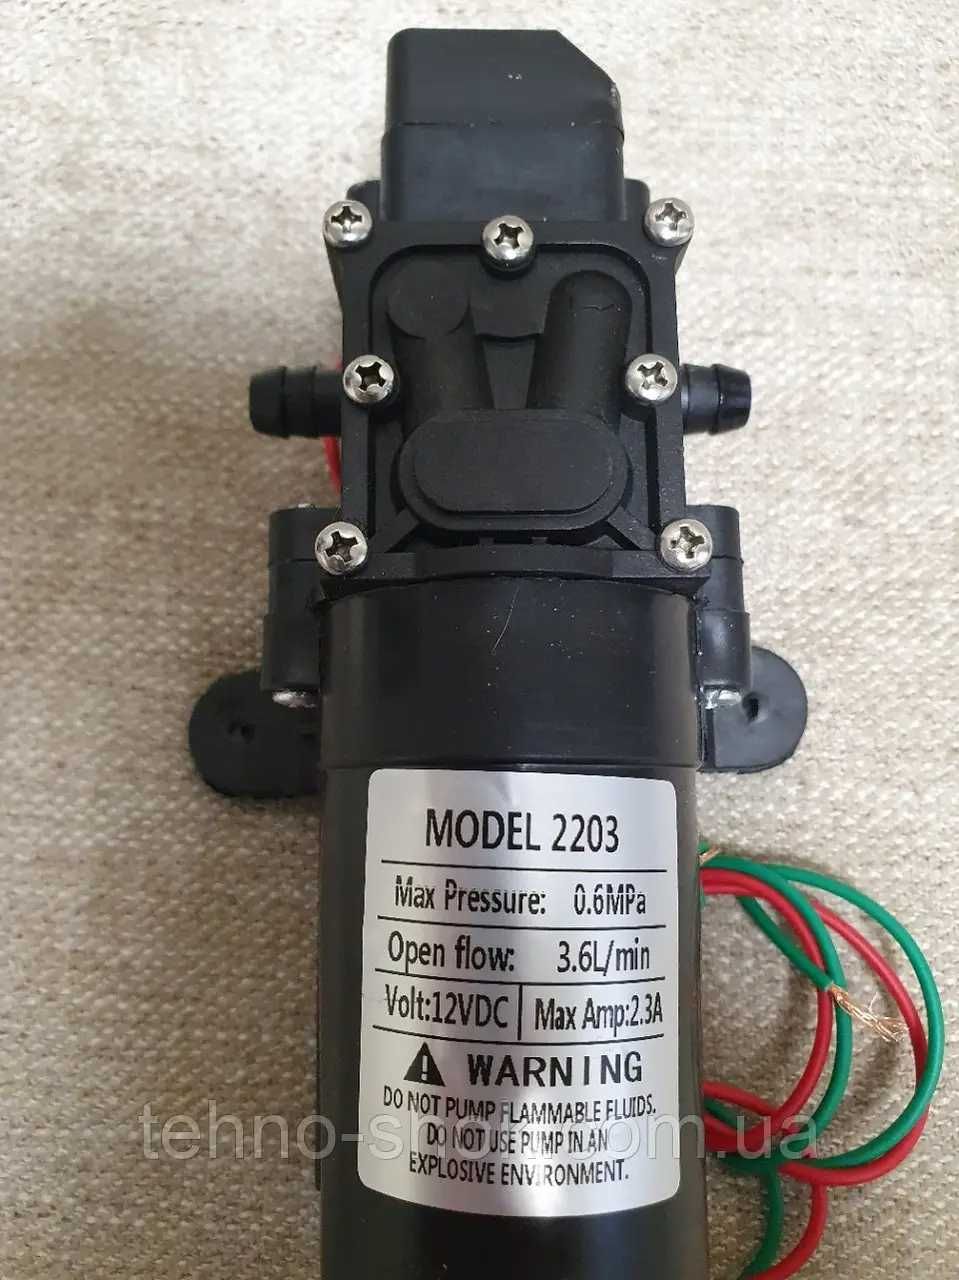 MODEL 2203
Max Pressure: 0.6MPa
Open flow: 3.6L/min
Volt:12VDC Max Amp:2.3A
WARNING
DO NOT PUMP FLAMMABLE FLUIDS.
DO NOT USE PUMP IN AN
EXPLOSIVE ENVIRONMENT.
tehno-shok.com.ua